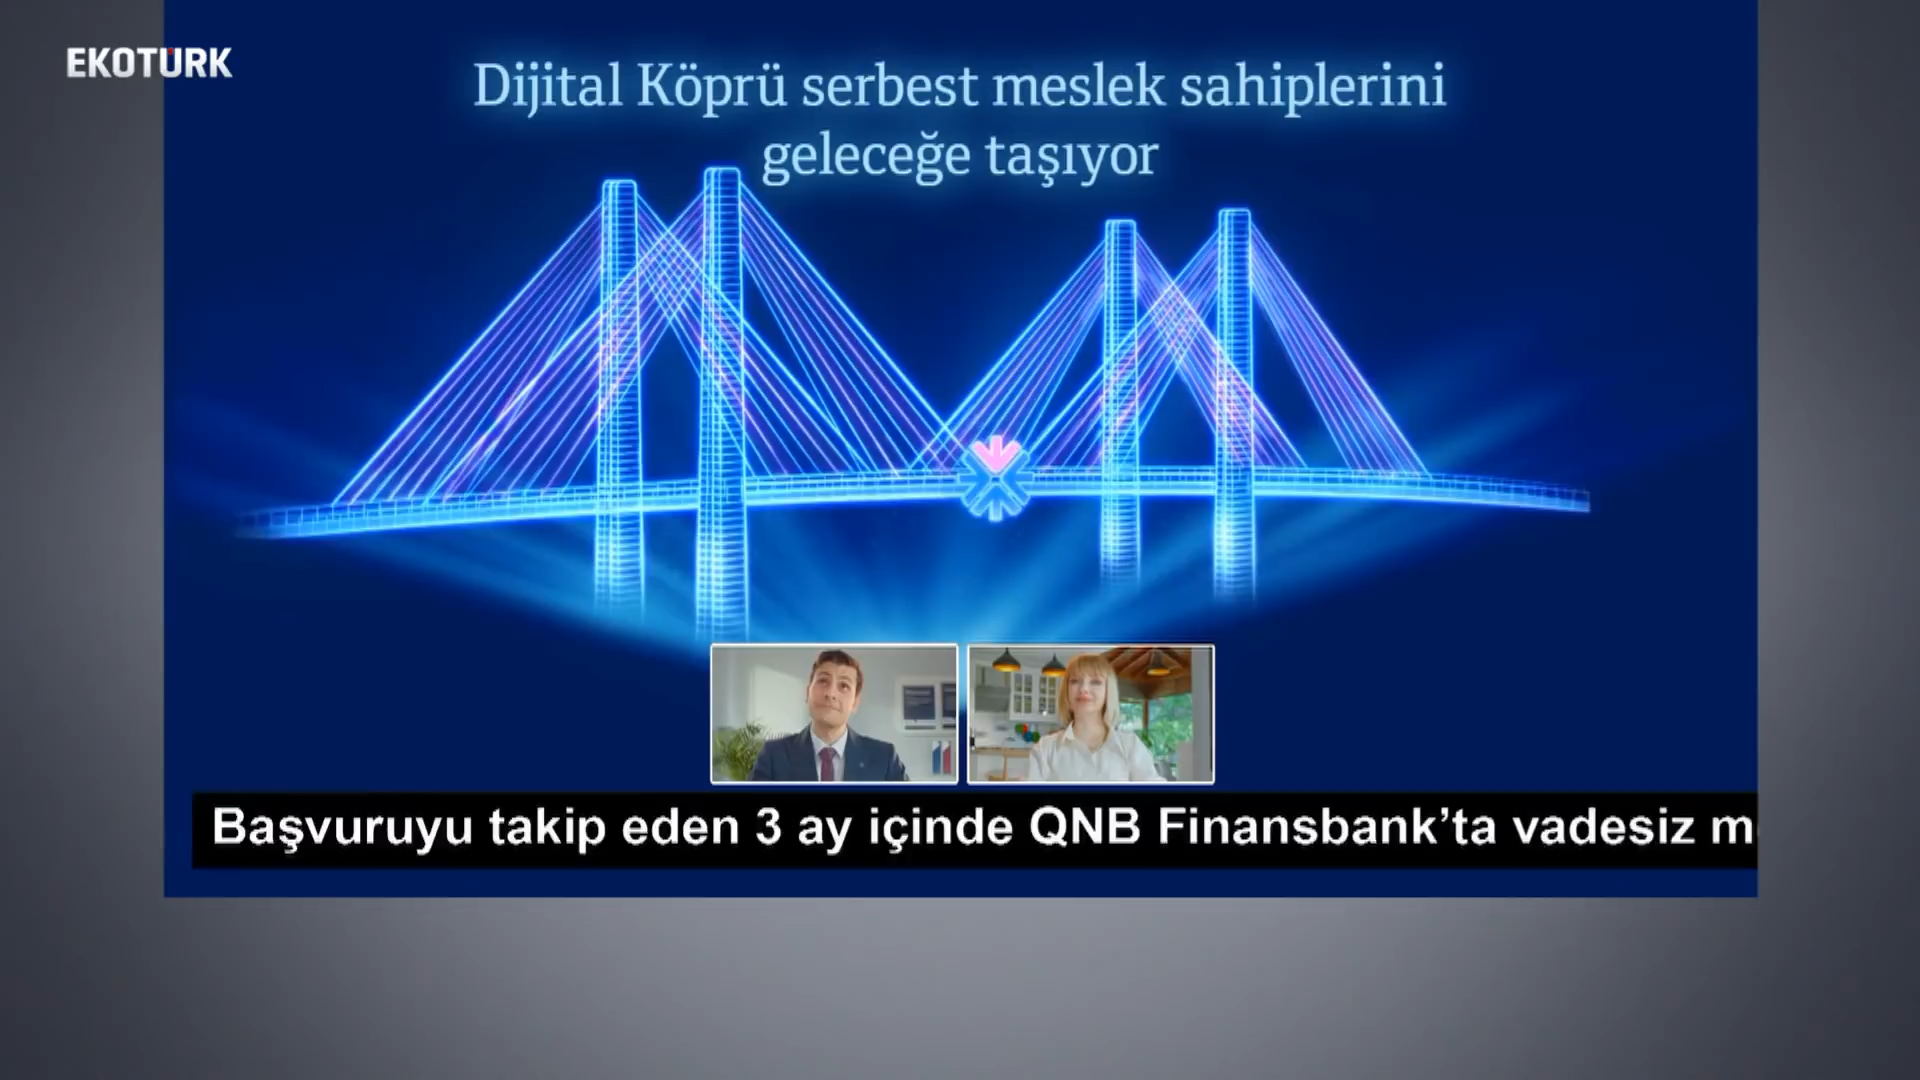 EKOTÜRK
Dijital Köprü serbest meslek sahiplerini
geleceğe taşıyor
Başvuruyu takip eden 3 ay içinde QNB Finansbank’ta vadesiz